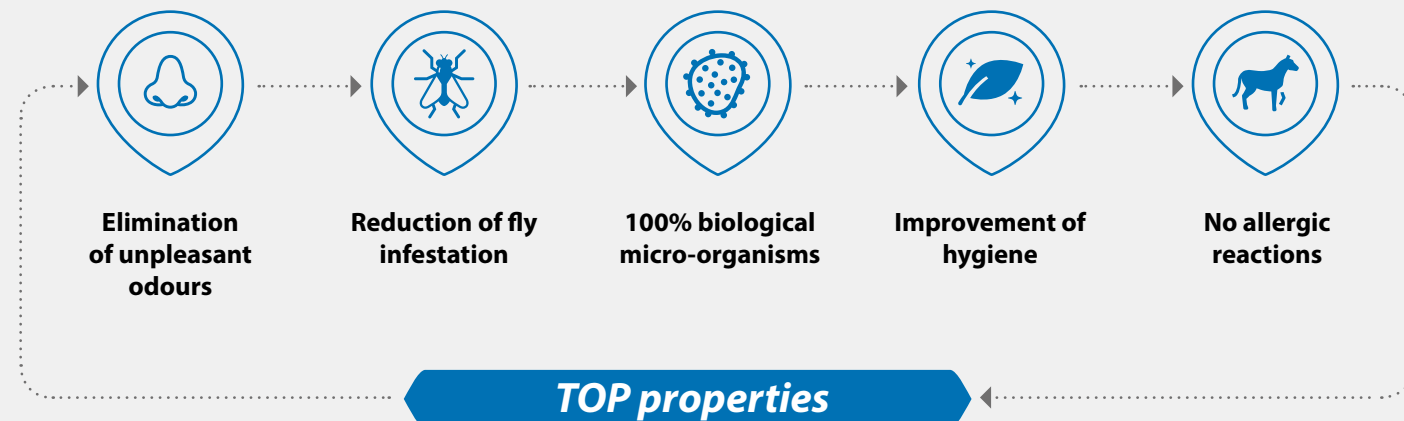 Elimination
of unpleasant
odours
Reduction of fly
infestation
100% biological
micro-organisms
Improvement of
hygiene
No allergic
reactions
TOP properties